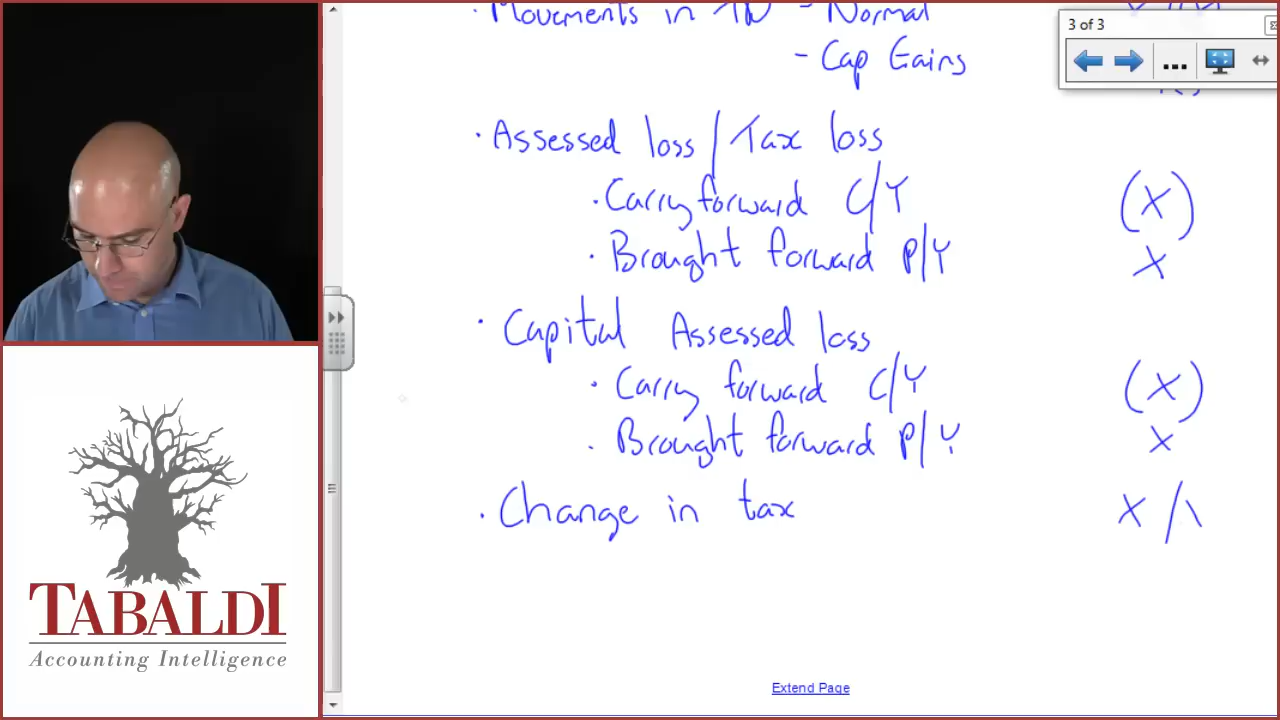 · Movements in TD - Normal
- Cap Gains
3 of 3
· Assessed loss / Tax loss
· Carry forward C/Y (X)
· Brought forward P/Y X
· Capital Assessed loss
· Carry forward C/Y (X)
· Brought forward P/Y X
· Change in tax X /
TABALDI
Accounting Intelligence
Extend Page